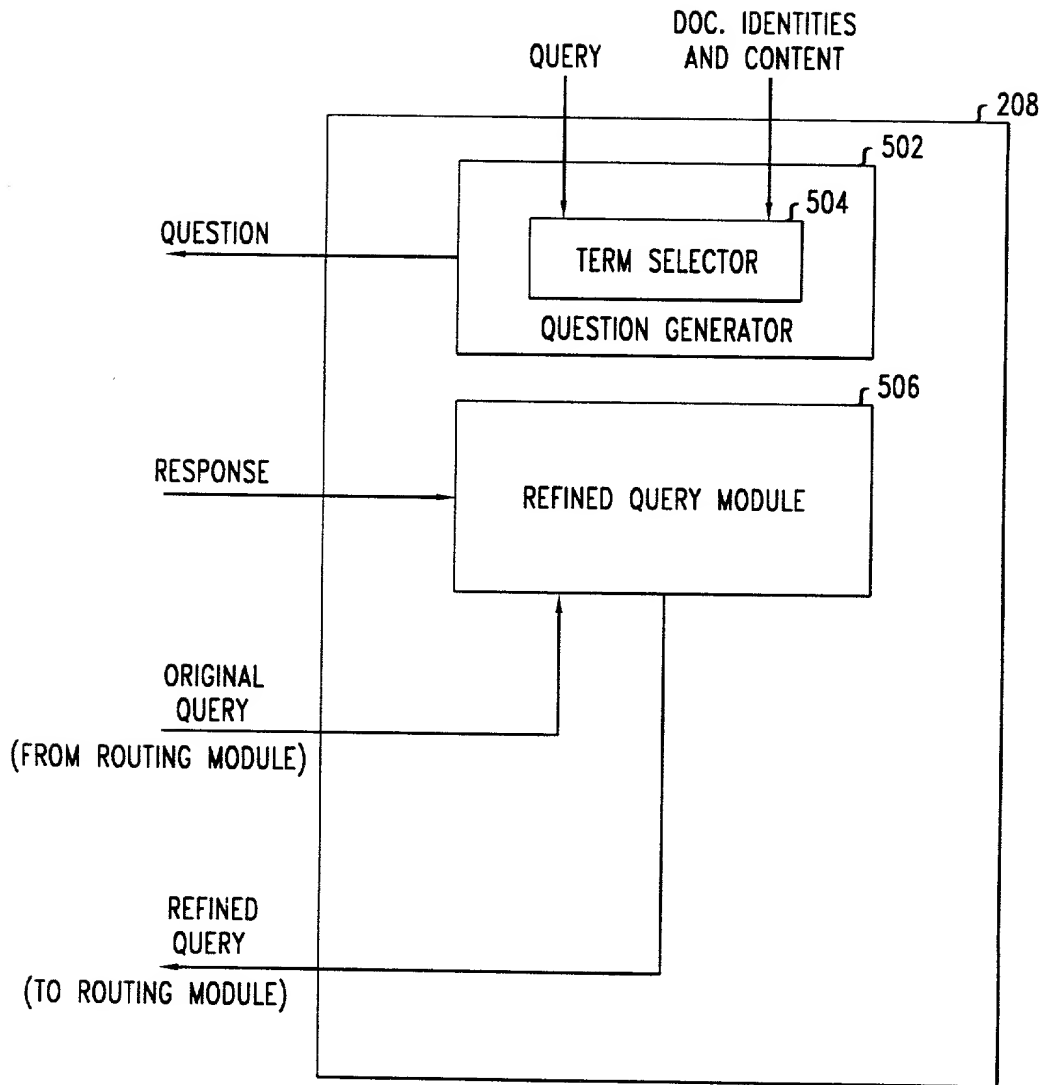 DOC. IDENTITIES
AND CONTENT
QUERY
208
502
504
QUESTION
TERM SELECTOR
QUESTION GENERATOR
506
RESPONSE
REFINED QUERY MODULE
ORIGINAL
QUERY
(FROM ROUTING MODULE)
REFINED
QUERY
(TO ROUTING MODULE)